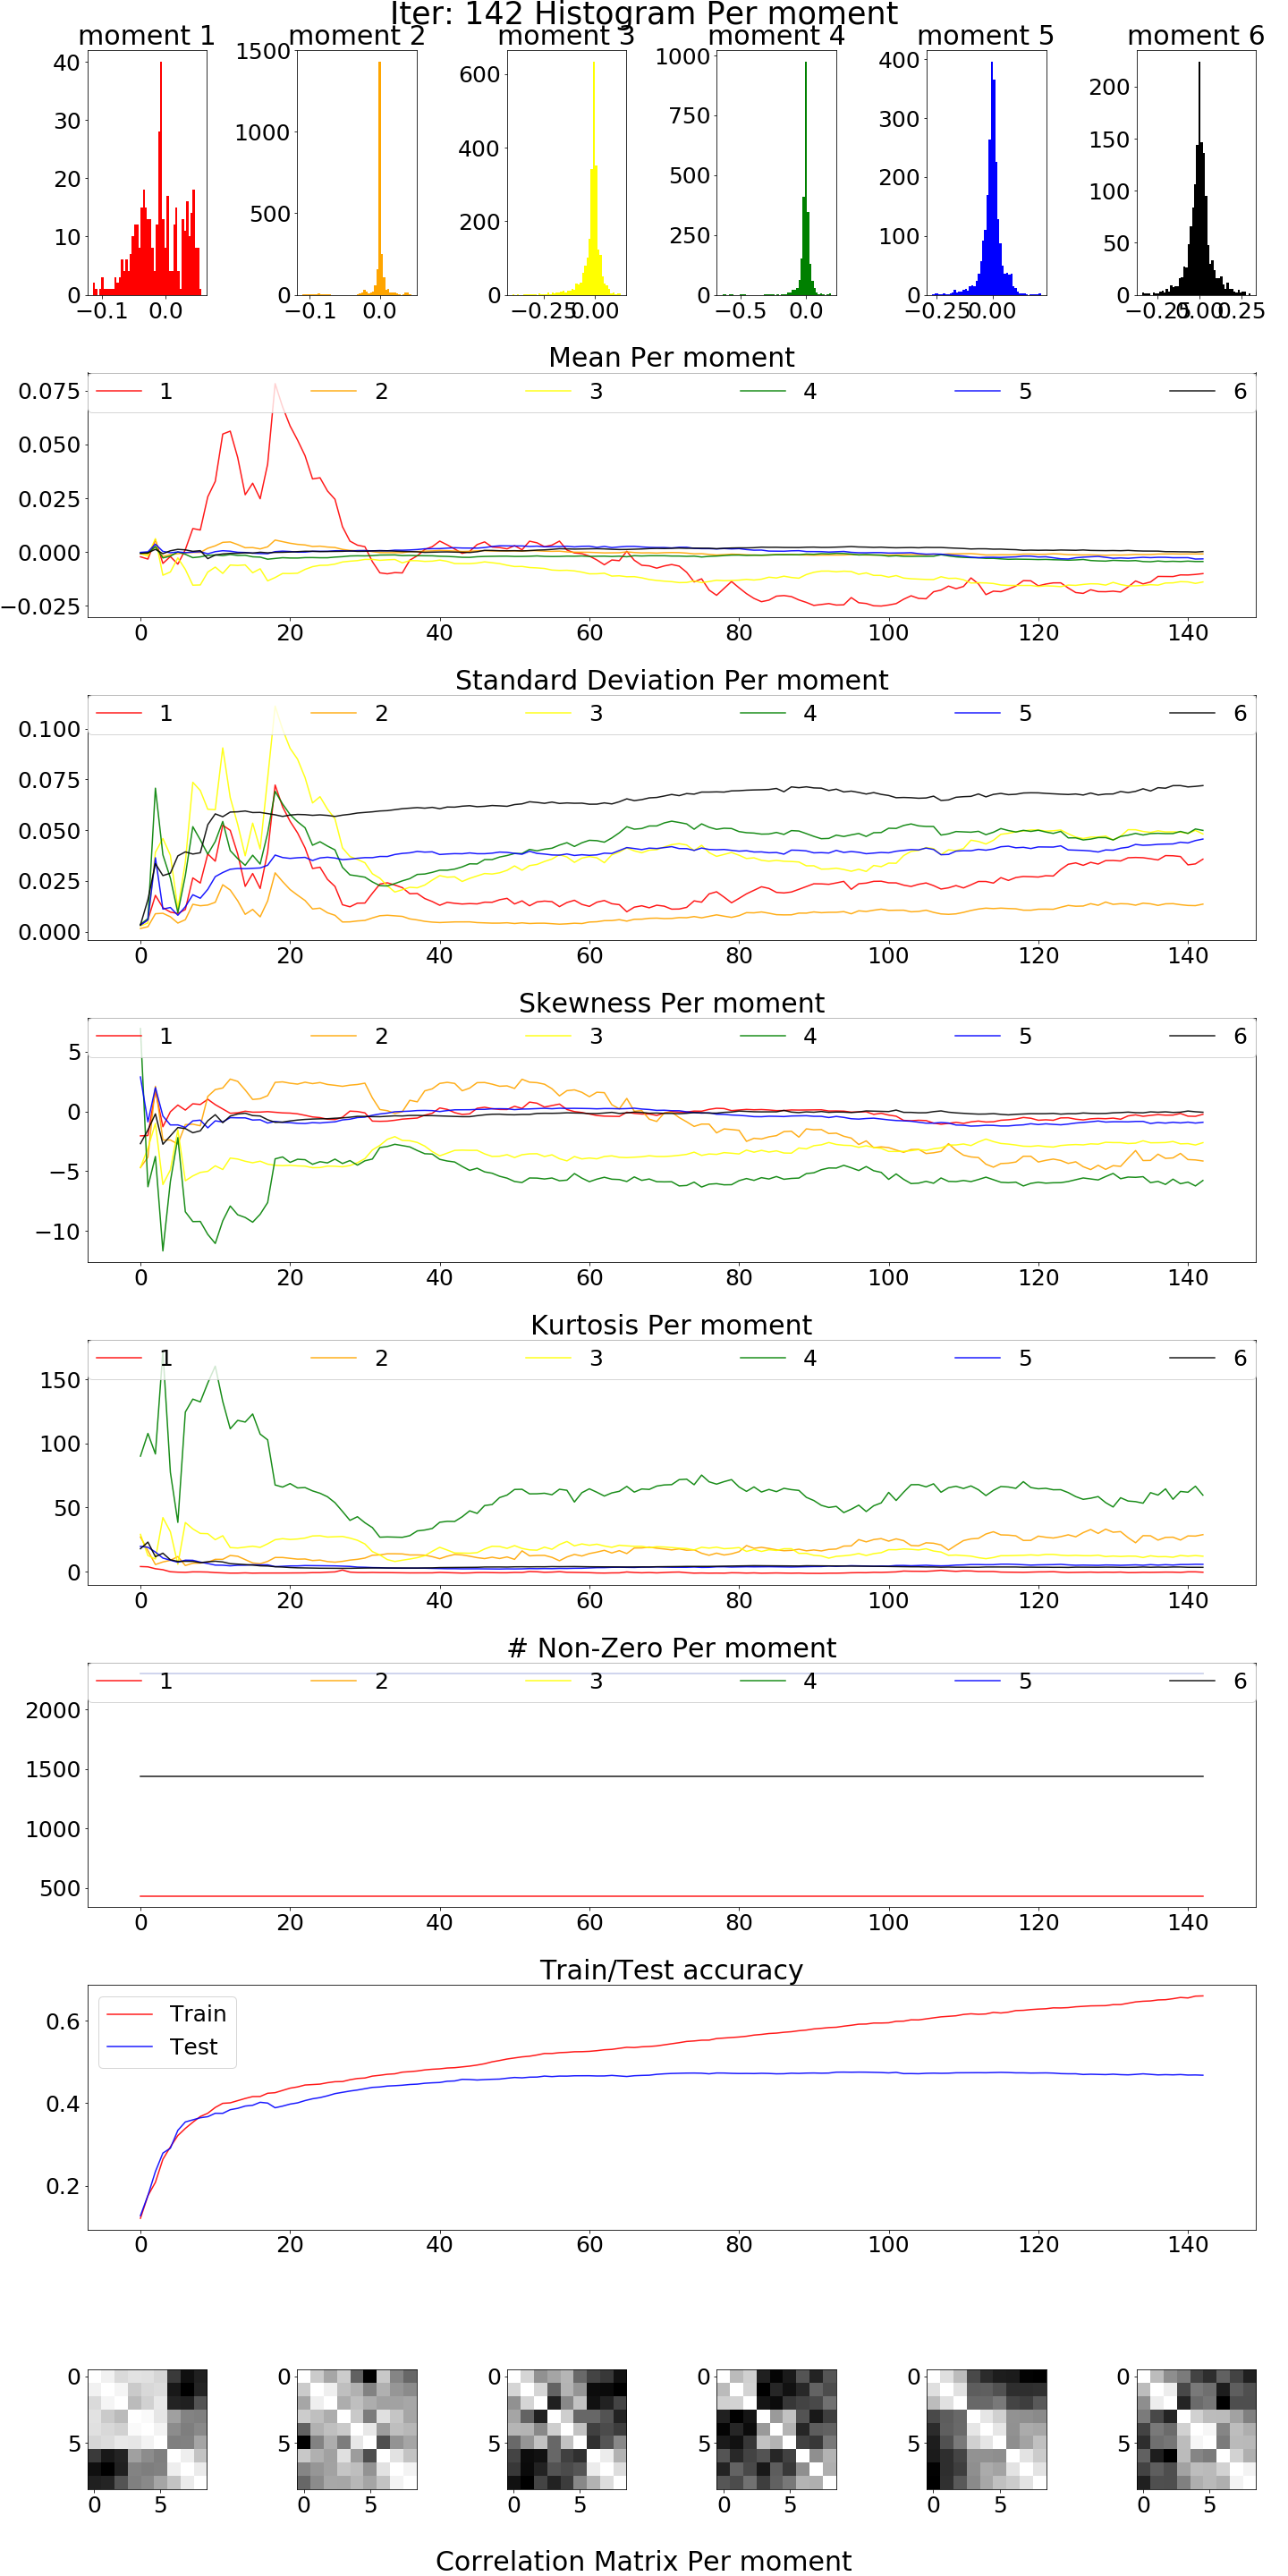 Iter: 142 Histogram Per moment
moment 1 moment 2 moment 3 moment 4 moment 5 moment 6
40 30 20 10 0 −0.1 0.0
1500 1000 500 0 −0.1 0.0
600 400 200 0 −0.25 0.00
1000 750 500 250 0 −0.5 0.0
400 300 200 100 0 −0.25 0.00
200 150 100 50 0 −0.25 0.00 0.25
Mean Per moment
1 2 3 4 5 6
0.075
0.050
0.025
0.000
−0.025
0 20 40 60 80 100 120 140
Standard Deviation Per moment
1 2 3 4 5 6
0.100
0.075
0.050
0.025
0.000
0 20 40 60 80 100 120 140
Skewness Per moment
1 2 3 4 5 6
5
0
−5
−10
0 20 40 60 80 100 120 140
Kurtosis Per moment
1 2 3 4 5 6
150
100
50
0
0 20 40 60 80 100 120 140
# Non-Zero Per moment
1 2 3 4 5 6
2000
1500
1000
500
0 20 40 60 80 100 120 140
Train/Test accuracy
Train
Test
0.6
0.4
0.2
0 20 40 60 80 100 120 140
0 0 0 0 0 0
5 5 5 5 5 5
0 5 0 5 0 5 0 5 0 5 0 5
Correlation Matrix Per moment